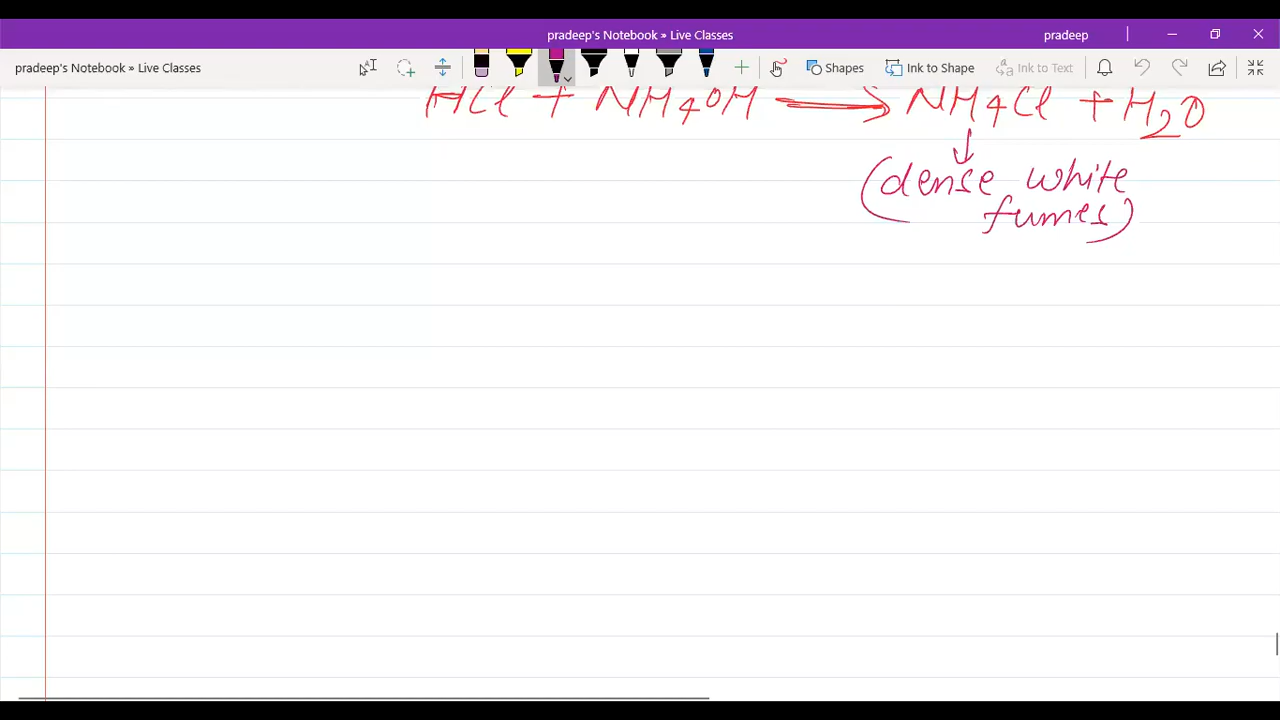 pradeep's Notebook » Live Classes
pradeep
pradeep's Notebook » Live Classes
Shapes
Ink to Shape
Ink to Text
HCl + NH4OH ⟶ NH4Cl + H2O
↓
(dense white
fumes)